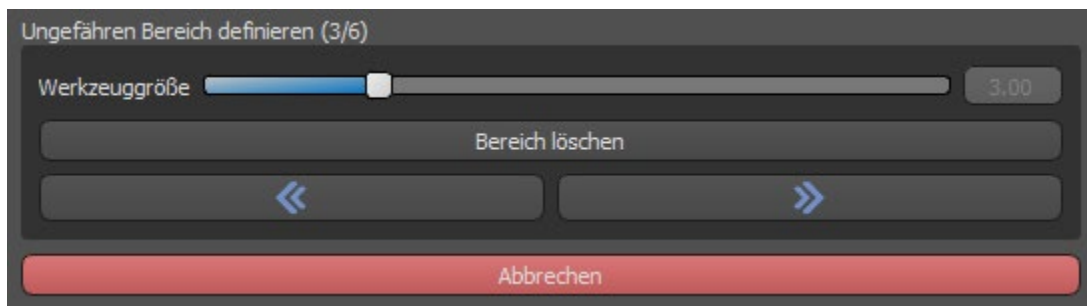 Ungefähren Bereich definieren (3/6)
Werkzeuggröße 3.00
Bereich löschen
Abbrechen